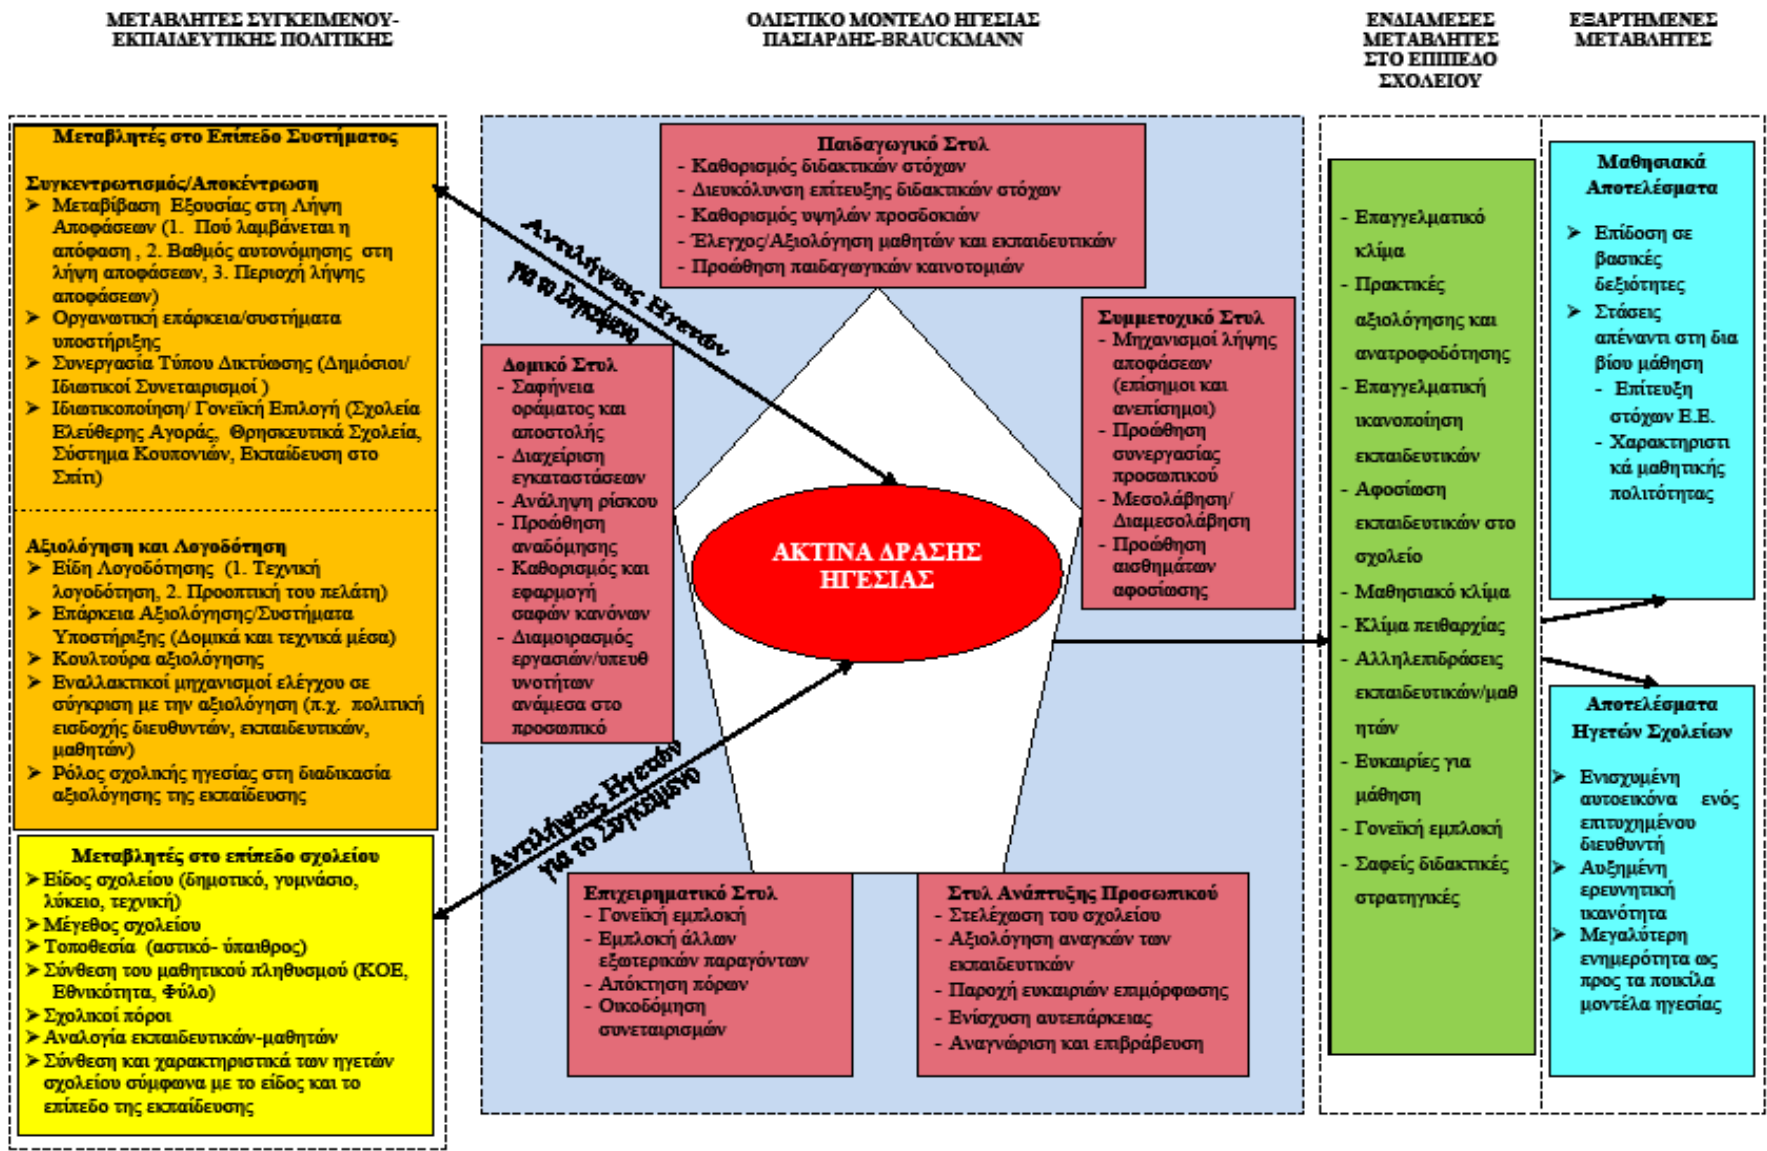 ΜΕΤΑΒΛΗΤΕΣ ΣΥΓΚΕΙΜΕΝΟΥ-
ΕΚΠΑΙΔΕΥΤΙΚΗΣ ΠΟΛΙΤΙΚΗΣ
ΟΛΙΣΤΙΚΟ ΜΟΝΤΕΛΟ ΗΓΕΣΙΑΣ
ΠΑΣΙΑΡΔΗΣ-BRAUCKMANN
ΕΝΔΙΑΜΕΣΕΣ
ΜΕΤΑΒΛΗΤΕΣ
ΣΤΟ ΕΠΙΠΕΔΟ
ΣΧΟΛΕΙΟΥ
ΕΞΑΡΤΗΜΕΝΕΣ
ΜΕΤΑΒΛΗΤΕΣ
Μεταβλητές στο Επίπεδο Συστήματος
Συγκεντρωτισμός/Αποκέντρωση
➤ Μεταβίβαση Εξουσίας στη Λήψη
Αποφάσεων (1. Πού λαμβάνεται η
απόφαση , 2. Βαθμός αυτονόμησης στη
λήψη αποφάσεων, 3. Περιοχή λήψης
αποφάσεων)
➤ Οργανωτική επάρκεια/συστήματα
υποστήριξης
➤ Συνεργασία Τύπου Δικτύωσης (Δημόσιοι/
Ιδιωτικοί Συνεταιρισμοί )
➤ Ιδιωτικοποίηση/ Γονεϊκή Επιλογή (Σχολεία
Ελεύθερης Αγοράς, Θρησκευτικά Σχολεία,
Σύστημα Κουπονιών, Εκπαίδευση στο
Σπίτι)
Αξιολόγηση και Λογοδότηση
➤ Είδη Λογοδότησης (1. Τεχνική
λογοδότηση, 2. Προοπτική του πελάτη)
➤ Επάρκεια Αξιολόγησης/Συστήματα
Υποστήριξης (Δομικά και τεχνικά μέσα)
➤ Κουλτούρα αξιολόγησης
➤ Εναλλακτικοί μηχανισμοί ελέγχου σε
σύγκριση με την αξιολόγηση (π.χ. πολιτική
εισδοχής διευθυντών, εκπαιδευτικών,
μαθητών)
➤ Ρόλος σχολικής ηγεσίας στη διαδικασία
αξιολόγησης της εκπαίδευσης
Μεταβλητές στο επίπεδο σχολείου
➤ Είδος σχολείου (δημοτικό, γυμνάσιο,
λύκειο, τεχνική)
➤ Μέγεθος σχολείου
➤ Τοποθεσία (αστικό- ύπαιθρος)
➤ Σύνθεση του μαθητικού πληθυσμού (ΚΟΕ,
Εθνικότητα, Φύλο)
➤ Σχολικοί πόροι
➤ Αναλογία εκπαιδευτικών-μαθητών
➤ Σύνθεση και χαρακτηριστικά των ηγετών
σχολείου σύμφωνα με το είδος και το
επίπεδο της εκπαίδευσης
Αντιλήψεις Ηγετών
για το Συγκείμενο
Παιδαγωγικό Στυλ
- Καθορισμός διδακτικών στόχων
- Διευκόλυνση επίτευξης διδακτικών στόχων
- Καθορισμός υψηλών προσδοκιών
- Έλεγχος/Αξιολόγηση μαθητών και εκπαιδευτικών
- Προώθηση παιδαγωγικών καινοτομιών
Δομικό Στυλ
- Σαφήνεια
οράματος και
αποστολής
- Διαχείριση
εγκαταστάσεων
- Ανάληψη ρίσκου
- Προώθηση
αναδόμησης
- Καθορισμός και
εφαρμογή
σαφών κανόνων
- Διαμοιρασμός
εργασιών/υπευθ
υνοτήτων
ανάμεσα στο
προσωπικό
Συμμετοχικό Στυλ
- Μηχανισμοί λήψης
αποφάσεων
(επίσημοι και
ανεπίσημοι)
- Προώθηση
συνεργασίας
προσωπικού
- Μεσολάβηση/
Διαμεσολάβηση
- Προώθηση
αισθημάτων
αφοσίωσης
ΑΚΤΙΝΑ ΔΡΑΣΗΣ
ΗΓΕΣΙΑΣ
Αντιλήψεις Ηγετών
για το Συγκείμενο
Επιχειρηματικό Στυλ
- Γονεϊκή εμπλοκή
- Εμπλοκή άλλων
εξωτερικών παραγόντων
- Απόκτηση πόρων
- Οικοδόμηση
συνεταιρισμών
Στυλ Ανάπτυξης Προσωπικού
- Στελέχωση του σχολείου
- Αξιολόγηση αναγκών των
εκπαιδευτικών
- Παροχή ευκαιριών επιμόρφωσης
- Ενίσχυση αυτεπάρκειας
- Αναγνώριση και επιβράβευση
- Επαγγελματικό
κλίμα
- Πρακτικές
αξιολόγησης και
ανατροφοδότησης
- Επαγγελματική
ικανοποίηση
εκπαιδευτικών
- Αφοσίωση
εκπαιδευτικών στο
σχολείο
- Μαθησιακό κλίμα
- Κλίμα πειθαρχίας
- Αλληλεπιδράσεις
εκπαιδευτικών/μαθ
ητών
- Ευκαιρίες για
μάθηση
- Γονεϊκή εμπλοκή
- Σαφείς διδακτικές
στρατηγικές
Μαθησιακά
Αποτελέσματα
➤ Επίδοση σε
βασικές
δεξιότητες
➤ Στάσεις
απέναντι στη δια
βίου μάθηση
- Επίτευξη
στόχων Ε.Ε.
- Χαρακτηριστι
κά μαθητικής
πολιτότητας
Αποτελέσματα
Ηγετών Σχολείων
➤ Ενισχυμένη
αυτοεικόνα ενός
επιτυχημένου
διευθυντή
➤ Αυξημένη
ερευνητική
ικανότητα
➤ Μεγαλύτερη
ενημερότητα ως
προς τα ποικίλα
μοντέλα ηγεσίας